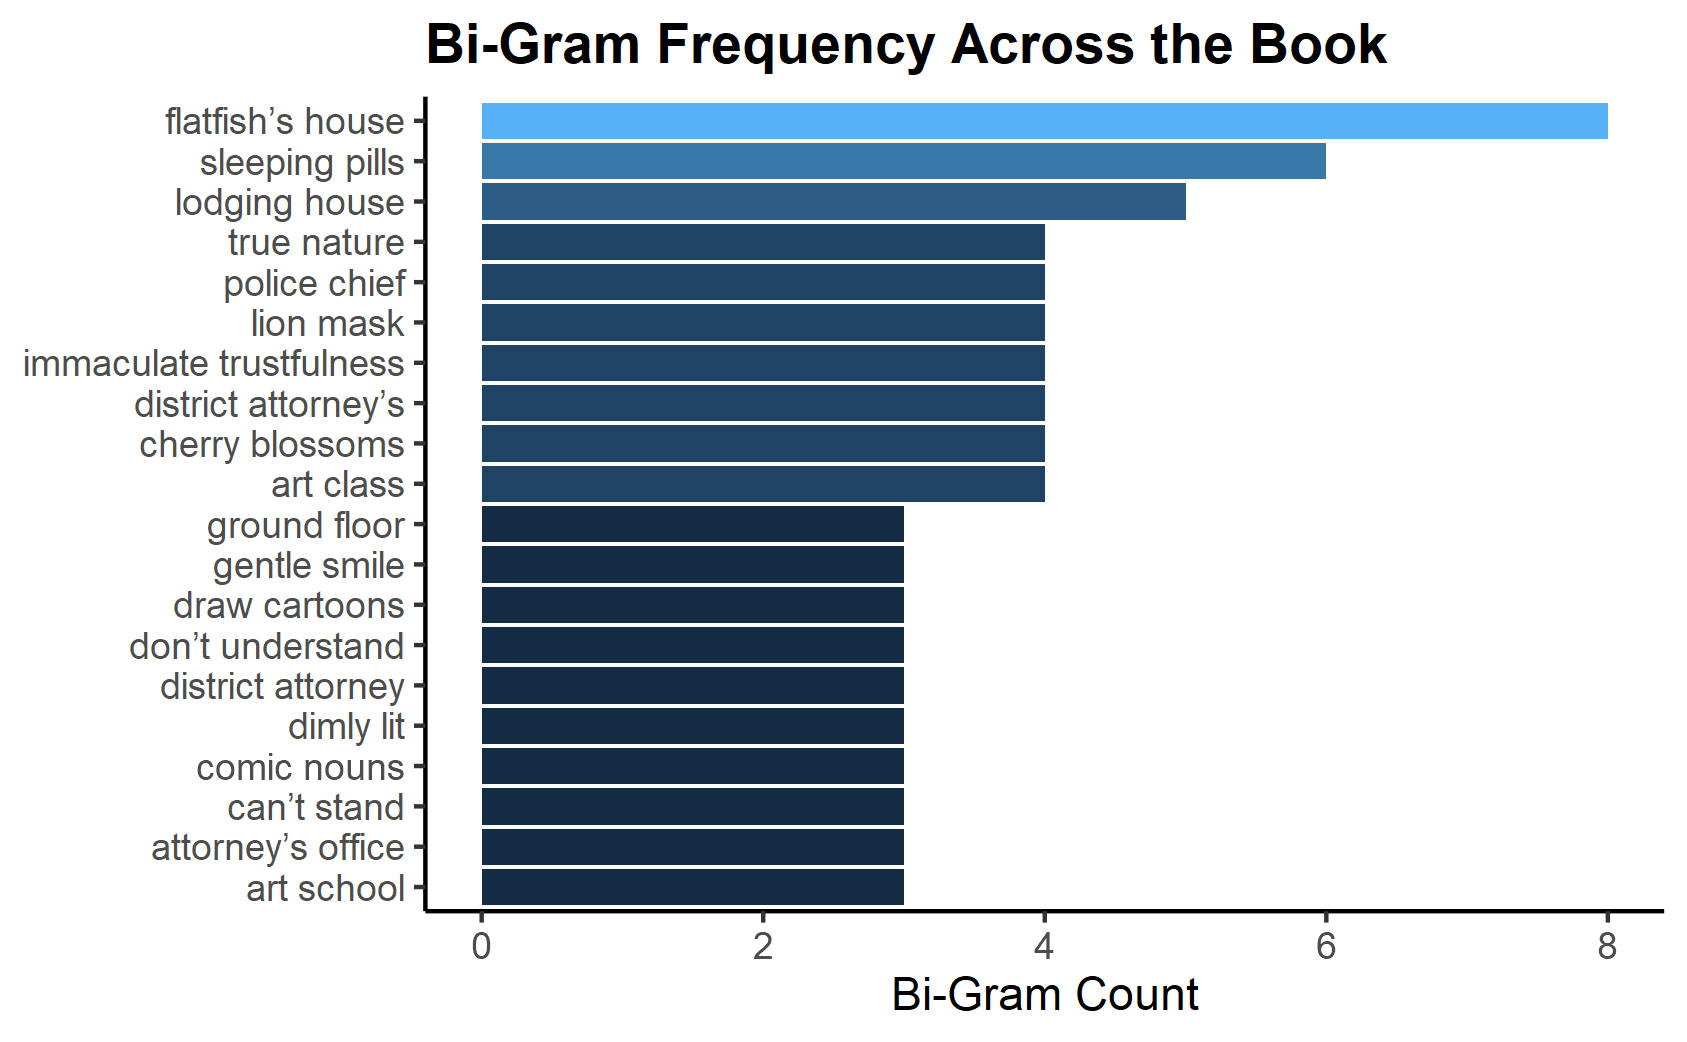 Bi-Gram Frequency Across the Book
flatfish’s house
sleeping pills
lodging house
true nature
police chief
lion mask
immaculate trustfulness
district attorney’s
cherry blossoms
art class
ground floor
gentle smile
draw cartoons
don’t understand
district attorney
dimly lit
comic nouns
can’t stand
attorney’s office
art school
0 2 4 6 8
Bi-Gram Count